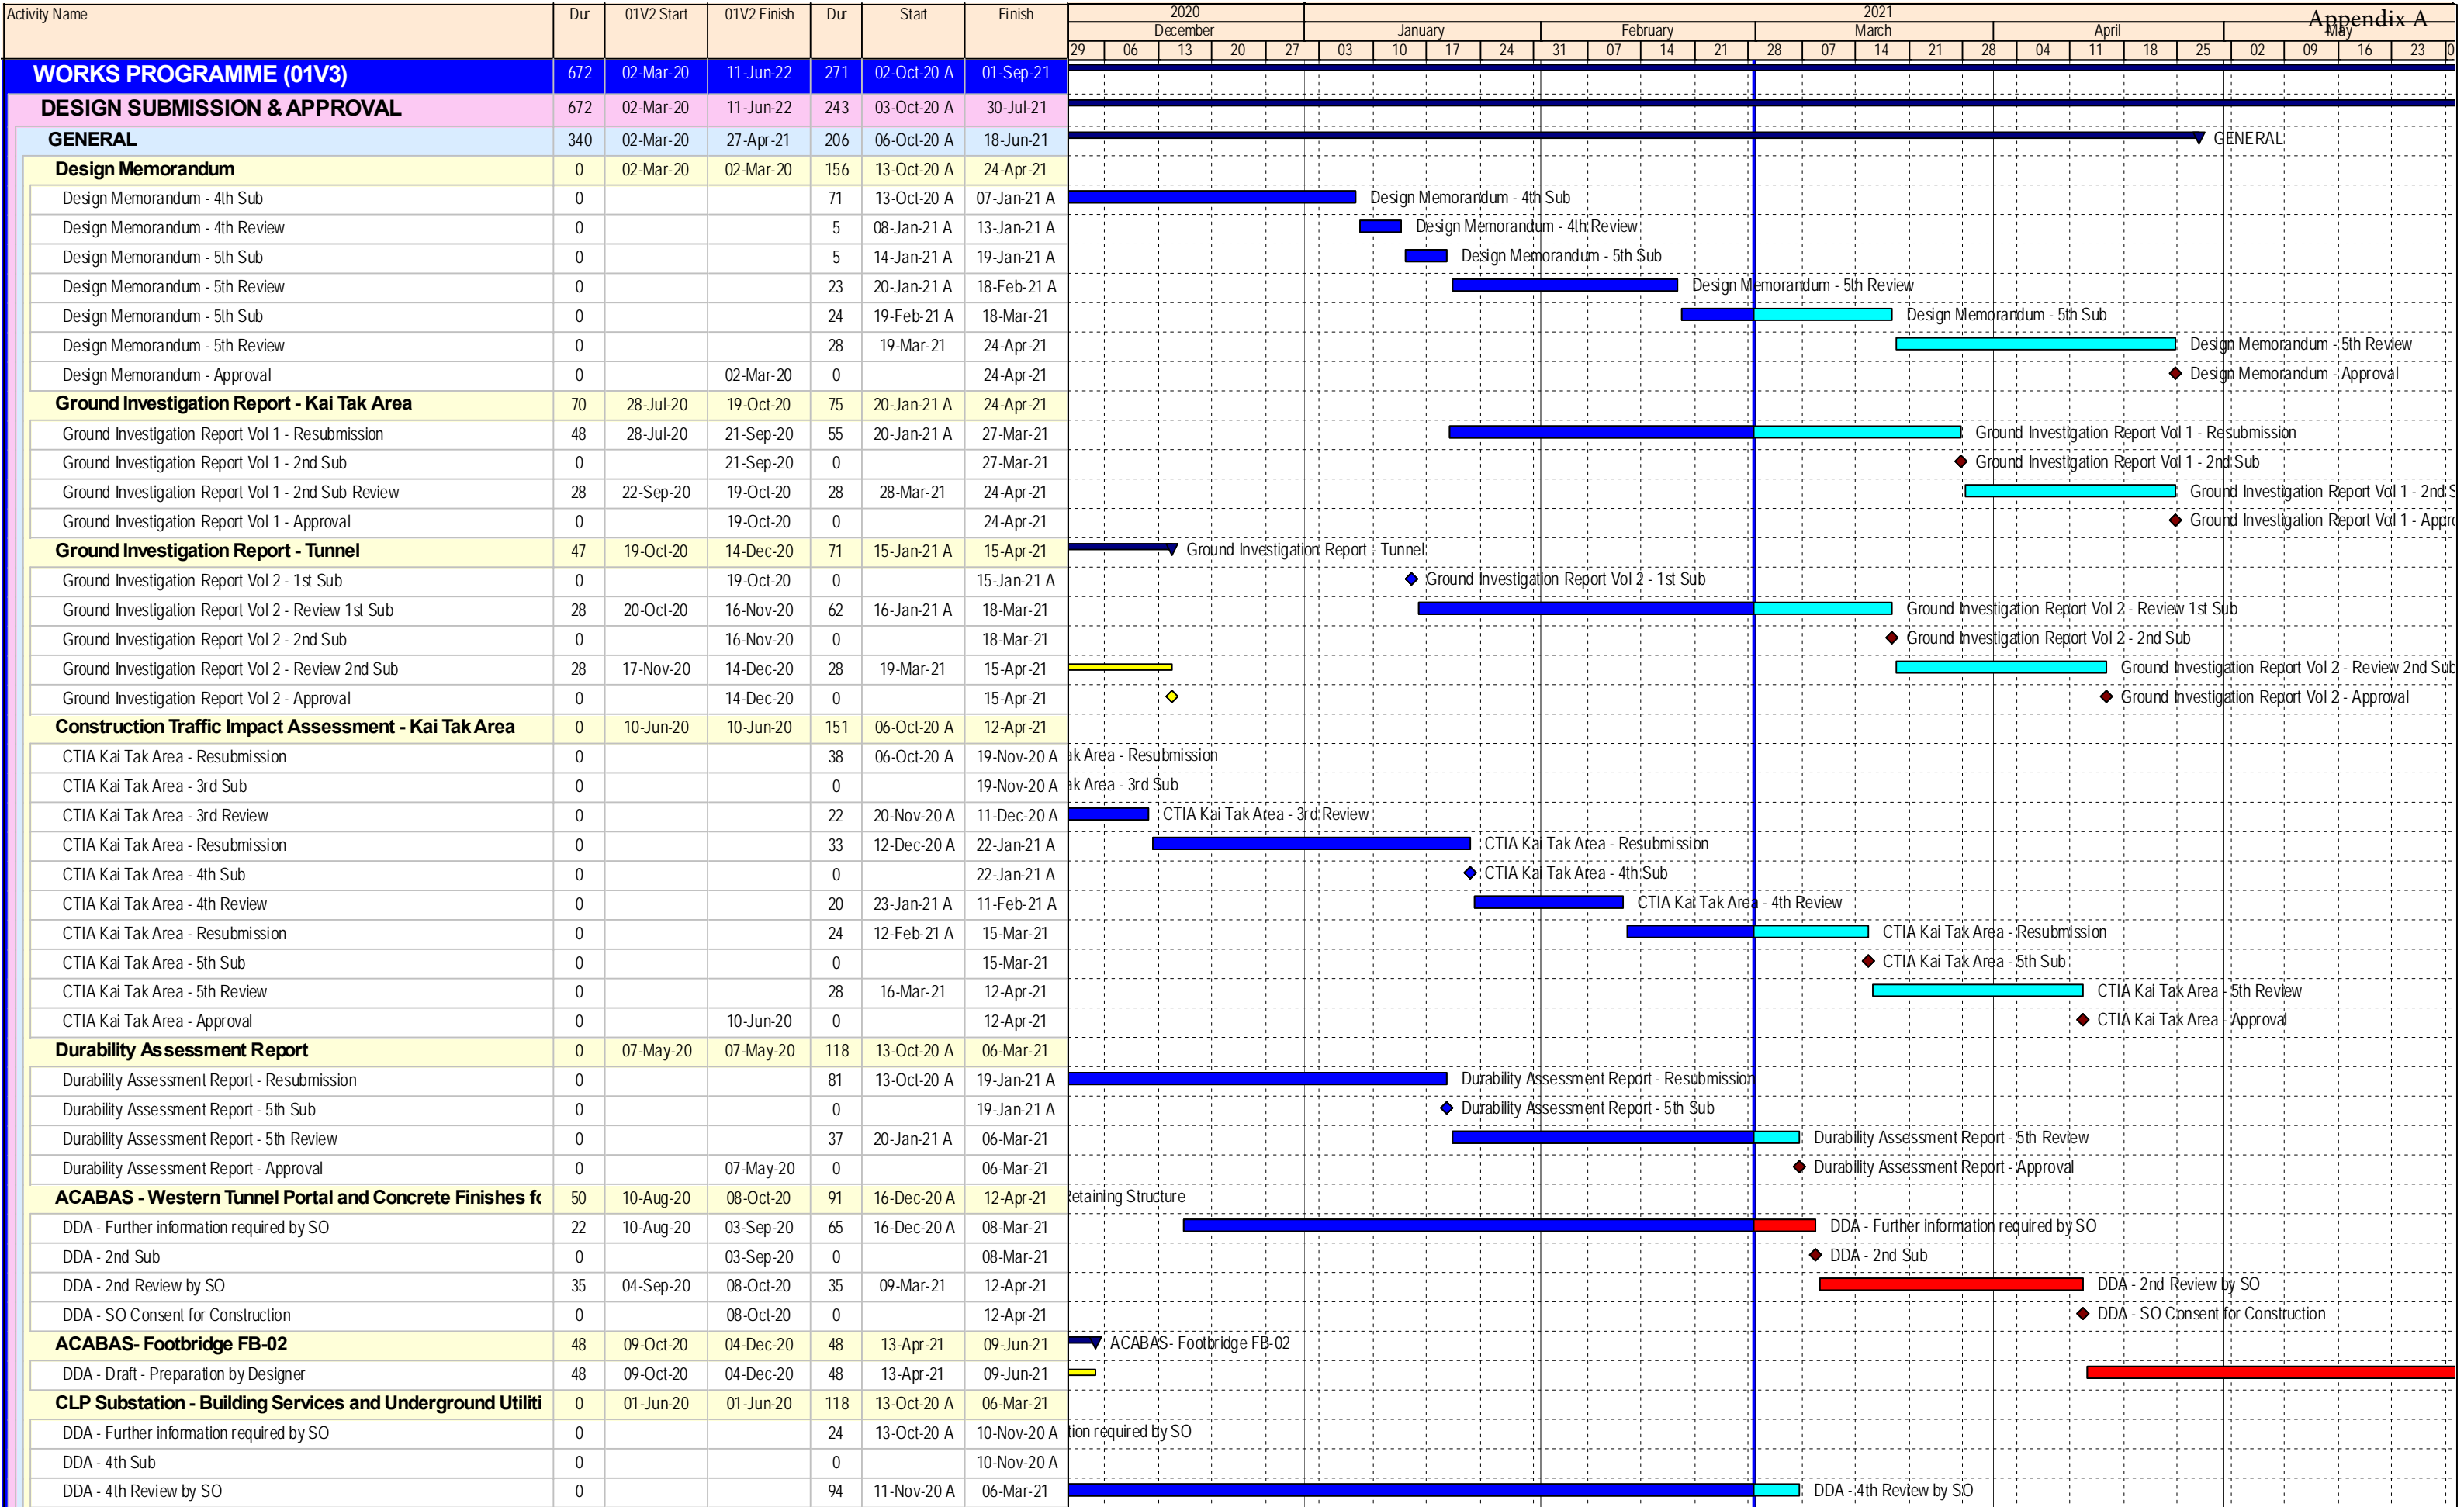 Appendix A
Activity Name Dur 01V2 Start 01V2 Finish Dur Start Finish 2020 2021
December January February March April May
29 06 13 20 27 03 10 17 24 31 07 14 21 28 07 14 21 28 04 11 18 25 02 09 16 23 0
WORKS PROGRAMME (01V3) 672 02-Mar-20 11-Jun-22 271 02-Oct-20 A 01-Sep-21
DESIGN SUBMISSION & APPROVAL 672 02-Mar-20 11-Jun-22 243 03-Oct-20 A 30-Jul-21
GENERAL 340 02-Mar-20 27-Apr-21 206 06-Oct-20 A 18-Jun-21 GENERAL
Design Memorandum 0 02-Mar-20 02-Mar-20 156 13-Oct-20 A 24-Apr-21
Design Memorandum - 4th Sub 0 71 13-Oct-20 A 07-Jan-21 A Design Memorandum - 4th Sub
Design Memorandum - 4th Review 0 5 08-Jan-21 A 13-Jan-21 A Design Memorandum - 4th Review
Design Memorandum - 5th Sub 0 5 14-Jan-21 A 19-Jan-21 A Design Memorandum - 5th Sub
Design Memorandum - 5th Review 0 23 20-Jan-21 A 18-Feb-21 A Design Memorandum - 5th Review
Design Memorandum - 5th Sub 0 24 19-Feb-21 A 18-Mar-21 Design Memorandum - 5th Sub
Design Memorandum - 5th Review 0 28 19-Mar-21 24-Apr-21 Design Memorandum - 5th Review
Design Memorandum - Approval 0 02-Mar-20 0 24-Apr-21 Design Memorandum - Approval
Ground Investigation Report - Kai Tak Area 70 28-Jul-20 19-Oct-20 75 20-Jan-21 A 24-Apr-21
Ground Investigation Report Vol 1 - Resubmission 48 28-Jul-20 21-Sep-20 55 20-Jan-21 A 27-Mar-21 Ground Investigation Report Vol 1 - Resubmission
Ground Investigation Report Vol 1 - 2nd Sub 0 21-Sep-20 0 27-Mar-21 Ground Investigation Report Vol 1 - 2nd Sub
Ground Investigation Report Vol 1 - 2nd Sub Review 28 22-Sep-20 19-Oct-20 28 28-Mar-21 24-Apr-21 Ground Investigation Report Vol 1 - 2nd S
Ground Investigation Report Vol 1 - Approval 0 19-Oct-20 0 24-Apr-21 Ground Investigation Report Vol 1 - Appro
Ground Investigation Report - Tunnel 47 19-Oct-20 14-Dec-20 71 15-Jan-21 A 15-Apr-21 Ground Investigation Report - Tunnel
Ground Investigation Report Vol 2 - 1st Sub 0 19-Oct-20 0 15-Jan-21 A Ground Investigation Report Vol 2 - 1st Sub
Ground Investigation Report Vol 2 - Review 1st Sub 28 20-Oct-20 16-Nov-20 62 16-Jan-21 A 18-Mar-21 Ground Investigation Report Vol 2 - Review 1st Sub
Ground Investigation Report Vol 2 - 2nd Sub 0 16-Nov-20 0 18-Mar-21 Ground Investigation Report Vol 2 - 2nd Sub
Ground Investigation Report Vol 2 - Review 2nd Sub 28 17-Nov-20 14-Dec-20 28 19-Mar-21 15-Apr-21 Ground Investigation Report Vol 2 - Review 2nd Sub
Ground Investigation Report Vol 2 - Approval 0 14-Dec-20 0 15-Apr-21 Ground Investigation Report Vol 2 - Approval
Construction Traffic Impact Assessment - Kai Tak Area 0 10-Jun-20 10-Jun-20 151 06-Oct-20 A 12-Apr-21
CTIA Kai Tak Area - Resubmission 0 38 06-Oct-20 A 19-Nov-20 A ak Area - Resubmission
CTIA Kai Tak Area - 3rd Sub 0 0 19-Nov-20 A ak Area - 3rd Sub
CTIA Kai Tak Area - 3rd Review 0 22 20-Nov-20 A 11-Dec-20 A CTIA Kai Tak Area - 3rd Review
CTIA Kai Tak Area - Resubmission 0 33 12-Dec-20 A 22-Jan-21 A CTIA Kai Tak Area - Resubmission
CTIA Kai Tak Area - 4th Sub 0 0 22-Jan-21 A CTIA Kai Tak Area - 4th Sub
CTIA Kai Tak Area - 4th Review 0 20 23-Jan-21 A 11-Feb-21 A CTIA Kai Tak Area - 4th Review
CTIA Kai Tak Area - Resubmission 0 24 12-Feb-21 A 15-Mar-21 CTIA Kai Tak Area - Resubmission
CTIA Kai Tak Area - 5th Sub 0 0 15-Mar-21 CTIA Kai Tak Area - 5th Sub
CTIA Kai Tak Area - 5th Review 0 28 16-Mar-21 12-Apr-21 CTIA Kai Tak Area - 5th Review
CTIA Kai Tak Area - Approval 0 10-Jun-20 0 12-Apr-21 CTIA Kai Tak Area - Approval
Durability Assessment Report 0 07-May-20 07-May-20 118 13-Oct-20 A 06-Mar-21
Durability Assessment Report - Resubmission 0 81 13-Oct-20 A 19-Jan-21 A Durability Assessment Report - Resubmission
Durability Assessment Report - 5th Sub 0 0 19-Jan-21 A Durability Assessment Report - 5th Sub
Durability Assessment Report - 5th Review 0 37 20-Jan-21 A 06-Mar-21 Durability Assessment Report - 5th Review
Durability Assessment Report - Approval 0 07-May-20 0 06-Mar-21 Durability Assessment Report - Approval
ACABAS - Western Tunnel Portal and Concrete Finishes fo 50 10-Aug-20 08-Oct-20 91 16-Dec-20 A 12-Apr-21 Retaining Structure
DDA - Further information required by SO 22 10-Aug-20 03-Sep-20 65 16-Dec-20 A 08-Mar-21 DDA - Further information required by SO
DDA - 2nd Sub 0 03-Sep-20 0 08-Mar-21 DDA - 2nd Sub
DDA - 2nd Review by SO 35 04-Sep-20 08-Oct-20 35 09-Mar-21 12-Apr-21 DDA - 2nd Review by SO
DDA - SO Consent for Construction 0 08-Oct-20 0 12-Apr-21 DDA - SO Consent for Construction
ACABAS- Footbridge FB-02 48 09-Oct-20 04-Dec-20 48 13-Apr-21 09-Jun-21 ACABAS- Footbridge FB-02
DDA - Draft - Preparation by Designer 48 09-Oct-20 04-Dec-20 48 13-Apr-21 09-Jun-21
CLP Substation - Building Services and Underground Utiliti 0 01-Jun-20 01-Jun-20 118 13-Oct-20 A 06-Mar-21
DDA - Further information required by SO 0 24 13-Oct-20 A 10-Nov-20 A tion required by SO
DDA - 4th Sub 0 0 10-Nov-20 A
DDA - 4th Review by SO 0 94 11-Nov-20 A 06-Mar-21 DDA - 4th Review by SO